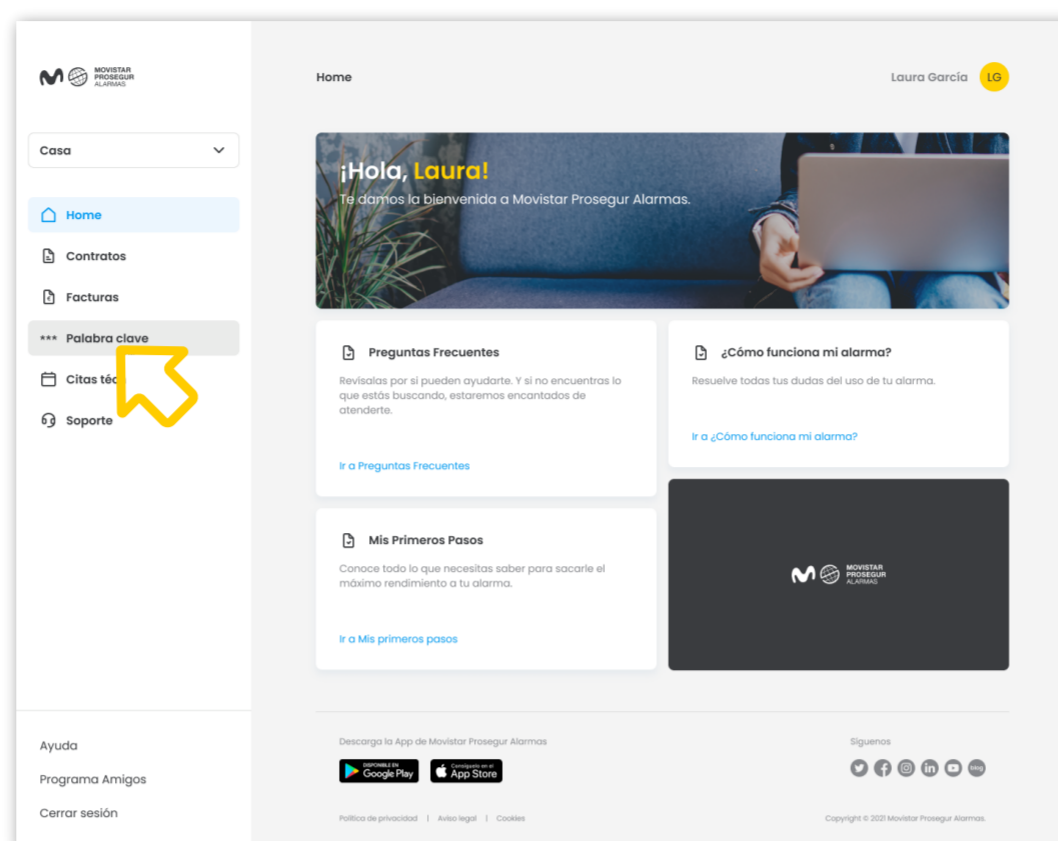 MOVISTAR
PROSEGUR
ALARMAS
Casa
Home
Contratos
Facturas
*** Palabra clave
Citas
Soporte
Ayuda
Programa Amigos
Cerrar sesión
Home
Laura García LG
¡Hola, Laura!
Te damos la bienvenida a Movistar Prosegur Alarmas.
Preguntas Frecuentes
Revísalas por si pueden ayudarte. Y si no encuentras lo
que estás buscando, estaremos encantados de
atenderte.
Ir a Preguntas Frecuentes
¿Cómo funciona mi alarma?
Resuelve todas tus dudas del uso de tu alarma.
Ir a ¿Cómo funciona mi alarma?
Mis Primeros Pasos
Conoce todo lo que necesitas saber para sacarle el
máximo rendimiento a tu alarma.
Ir a Mis primeros pasos
MOVISTAR
PROSEGUR
ALARMAS
Descarga la App de Movistar Prosegur Alarmas
DISPONIBLE EN
Google Play
Consíguelo en el
App Store
Síguenos
blog
Política de privacidad | Aviso legal | Cookies
Copyright © 2021 Movistar Prosegur Alarmas.